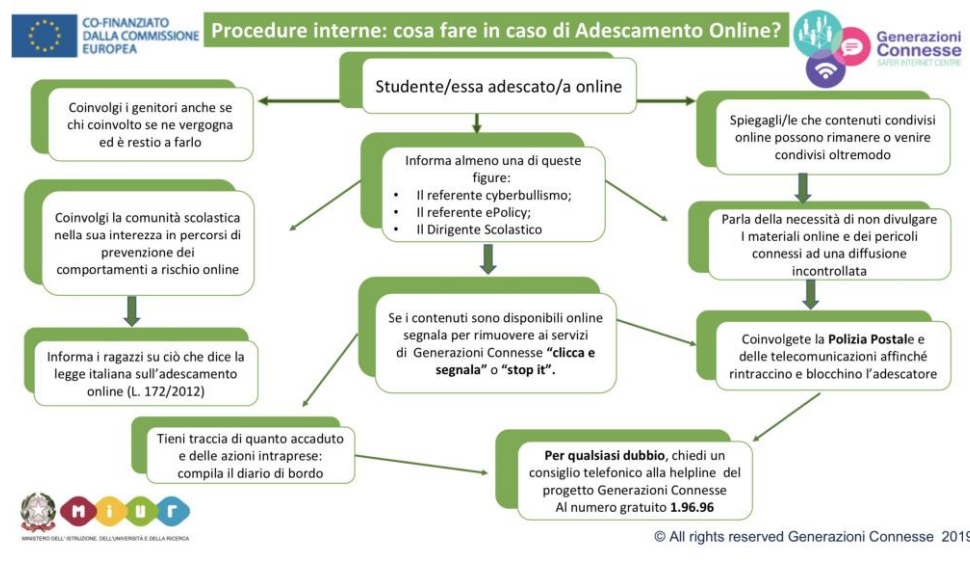 CO-FINANZIATO
DALLA COMMISSIONE
EUROPEA
Procedure interne: cosa fare in caso di Adescamento Online?
Generazioni
Connesse
SAFER INTERNET CENTRE
Studente/essa adescato/a online
Coinvolgi i genitori anche se
chi coinvolto se ne vergogna
ed è restio a farlo
Informa almeno una di queste
figure:
• Il referente cyberbullismo;
• Il referente ePolicy;
• Il Dirigente Scolastico
Spiegagli/le che contenuti condivisi
online possono rimanere o venire
condivisi oltremodo
Coinvolgi la comunità scolastica
nella sua interezza in percorsi di
prevenzione dei
comportamenti a rischio online
Parla della necessità di non divulgare
I materiali online e dei pericoli
connessi ad una diffusione
incontrollata
Se i contenuti sono disponibili online
segnala per rimuovere ai servizi
di Generazioni Connesse “clicca e
segnala” o “stop it”.
Informa i ragazzi su ciò che dice la
legge italiana sull’adescamento
online (L. 172/2012)
Coinvolgete la Polizia Postale e
delle telecomunicazioni affinché
rintraccino e blocchino l’adescatore
Tieni traccia di quanto accaduto
e delle azioni intraprese:
compila il diario di bordo
Per qualsiasi dubbio, chiedi un
consiglio telefonico alla helpline del
progetto Generazioni Connesse
Al numero gratuito 1.96.96
MIUR
MINISTERO DELL’ ISTRUZIONE, DELL’UNIVERSITÀ E DELLA RICERCA
© All rights reserved Generazioni Connesse 2019